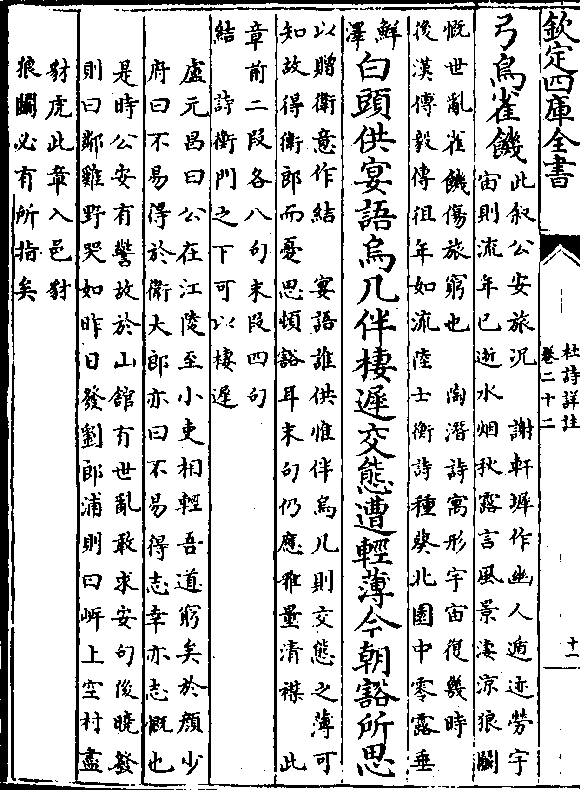 欽定四庫全書
杜詩詳註
卷二十二
十一
弓鳥雀饑
此叙公安旅况　謝軒墀作幽人遁迹勞宇
宙則流年已逝水烟秋露言風景凄涼狼鬭
慨世亂雀饑傷旅窮也　陶潛詩寓形宇宙復幾時
後漢傳毅傳徂年如流陸士衡詩種葵北園中零露垂
鮮
澤
白頭供宴語烏几伴棲遲交態遭輕薄今朝豁所思
以贈衛意作結　宴語誰供惟伴烏几則交態之薄可
知故得衛郎而憂思頓豁耳末句仍應雅量清襟　此
章前二段各八句末段四句
結　詩衡門之下可以棲遲
盧元昌曰公在江陵至小吏相輕吾道窮矣於顔少
府曰不易得於衛大郎亦曰不易得志幸亦志慨也
是時公安有警故於山館有世亂敢求安句後曉發
則曰鄰雞野哭如昨日發劉郎浦則曰岍上空村盡
豺虎此章入邑豺
狼鬭必有所指矣